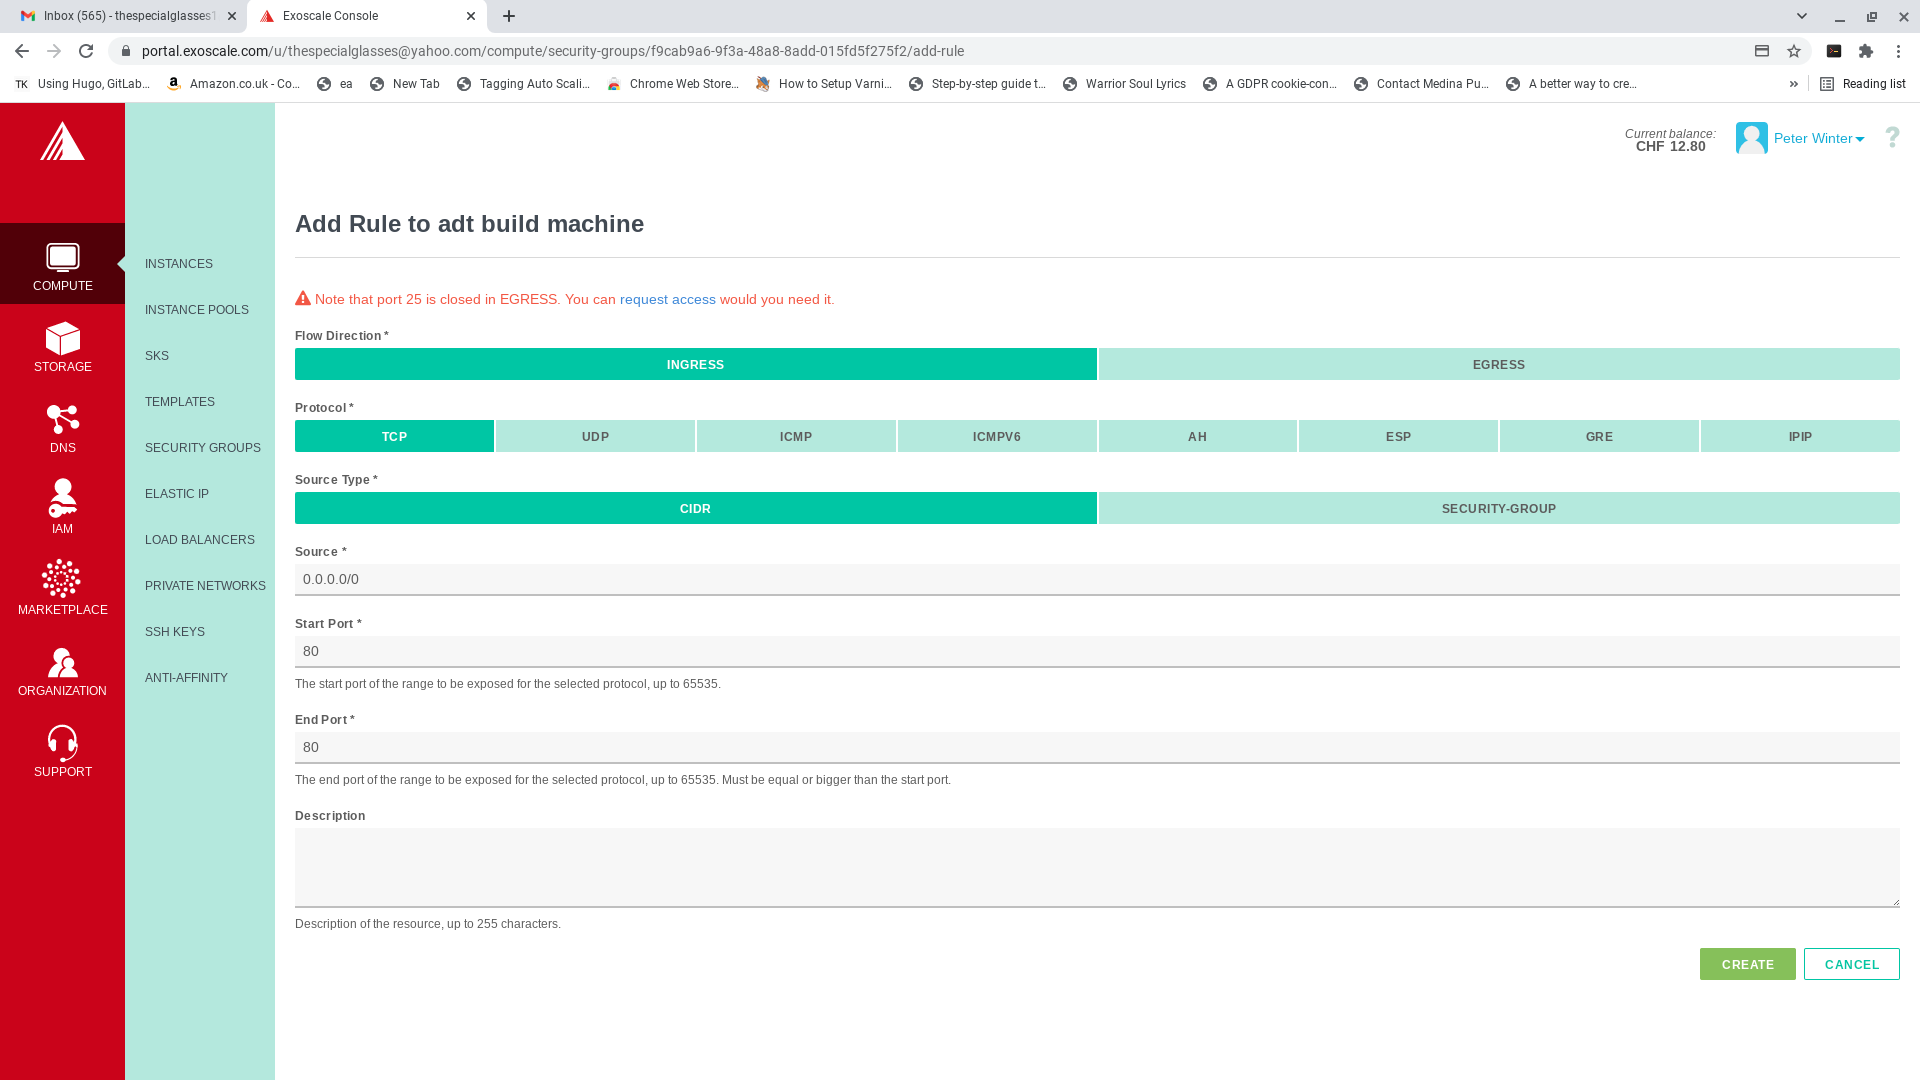 Inbox (565) - thespecialglasses1
Exoscale Console
portal.exoscale.com/u/thespecialglasses@yahoo.com/compute/security-groups/f9cab9a6-9f3a-48a8-8add-015fd5f275f2/add-rule
TK Using Hugo, GitLab... Amazon.co.uk - Co... ea New Tab Tagging Auto Scali... Chrome Web Store... How to Setup Varni... Step-by-step guide t... Warrior Soul Lyrics A GDPR cookie-con... Contact Medina Pu... A better way to cre... » Reading list
Current balance:
CHF 12.80
Peter Winter
?
COMPUTE
STORAGE
DNS
IAM
MARKETPLACE
ORGANIZATION
SUPPORT
INSTANCES
INSTANCE POOLS
SKS
TEMPLATES
SECURITY GROUPS
ELASTIC IP
LOAD BALANCERS
PRIVATE NETWORKS
SSH KEYS
ANTI-AFFINITY
Add Rule to adt build machine
Note that port 25 is closed in EGRESS. You can request access would you need it.
Flow Direction *
INGRESS EGRESS
Protocol *
TCP UDP ICMP ICMPV6 AH ESP GRE IPIP
Source Type *
CIDR SECURITY-GROUP
Source *
0.0.0.0/0
Start Port *
80
The start port of the range to be exposed for the selected protocol, up to 65535.
End Port *
80
The end port of the range to be exposed for the selected protocol, up to 65535. Must be equal or bigger than the start port.
Description
Description of the resource, up to 255 characters.
CREATE CANCEL